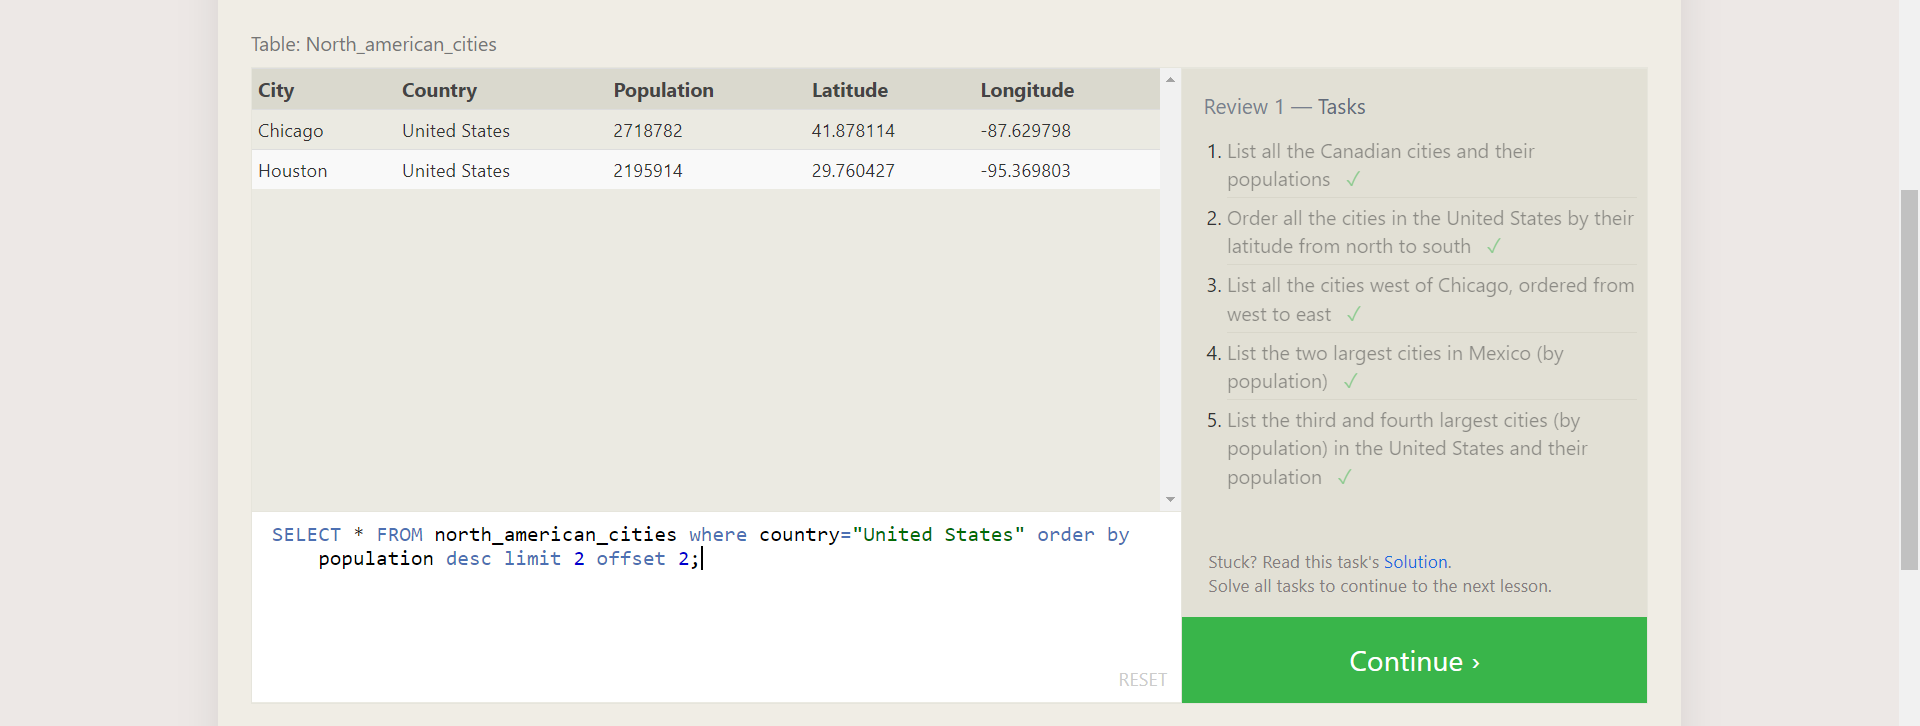 Table: North_american_cities
City Country Population Latitude Longitude
Chicago United States 2718782 41.878114 -87.629798
Houston United States 2195914 29.760427 -95.369803
SELECT * FROM north_american_cities where country="United States" order by
population desc limit 2 offset 2;
RESET
Review 1 — Tasks
1. List all the Canadian cities and their
populations ✓
2. Order all the cities in the United States by their
latitude from north to south ✓
3. List all the cities west of Chicago, ordered from
west to east ✓
4. List the two largest cities in Mexico (by
population) ✓
5. List the third and fourth largest cities (by
population) in the United States and their
population ✓
Stuck? Read this task's Solution.
Solve all tasks to continue to the next lesson.
Continue ›